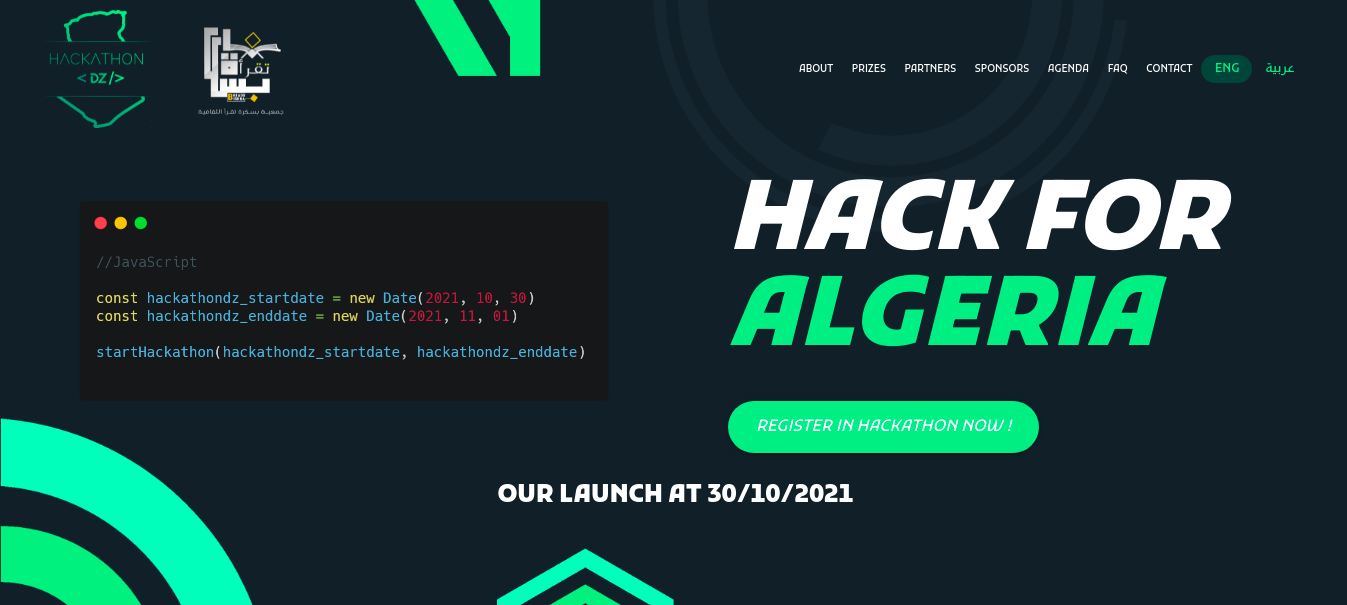 HACKATHON
< DZ />
تقرأ
بسكرة
جمعية بسكرة تقرأ الثقافية
ABOUT PRIZES PARTNERS SPONSORS AGENDA FAQ CONTACT ENG عربية
//JavaScript
const hackathondz_startdate = new Date(2021, 10, 30)
const hackathondz_enddate = new Date(2021, 11, 01)
startHackathon(hackathondz_startdate, hackathondz_enddate)
HACK FOR
ALGERIA
REGISTER IN HACKATHON NOW !
OUR LAUNCH AT 30/10/2021